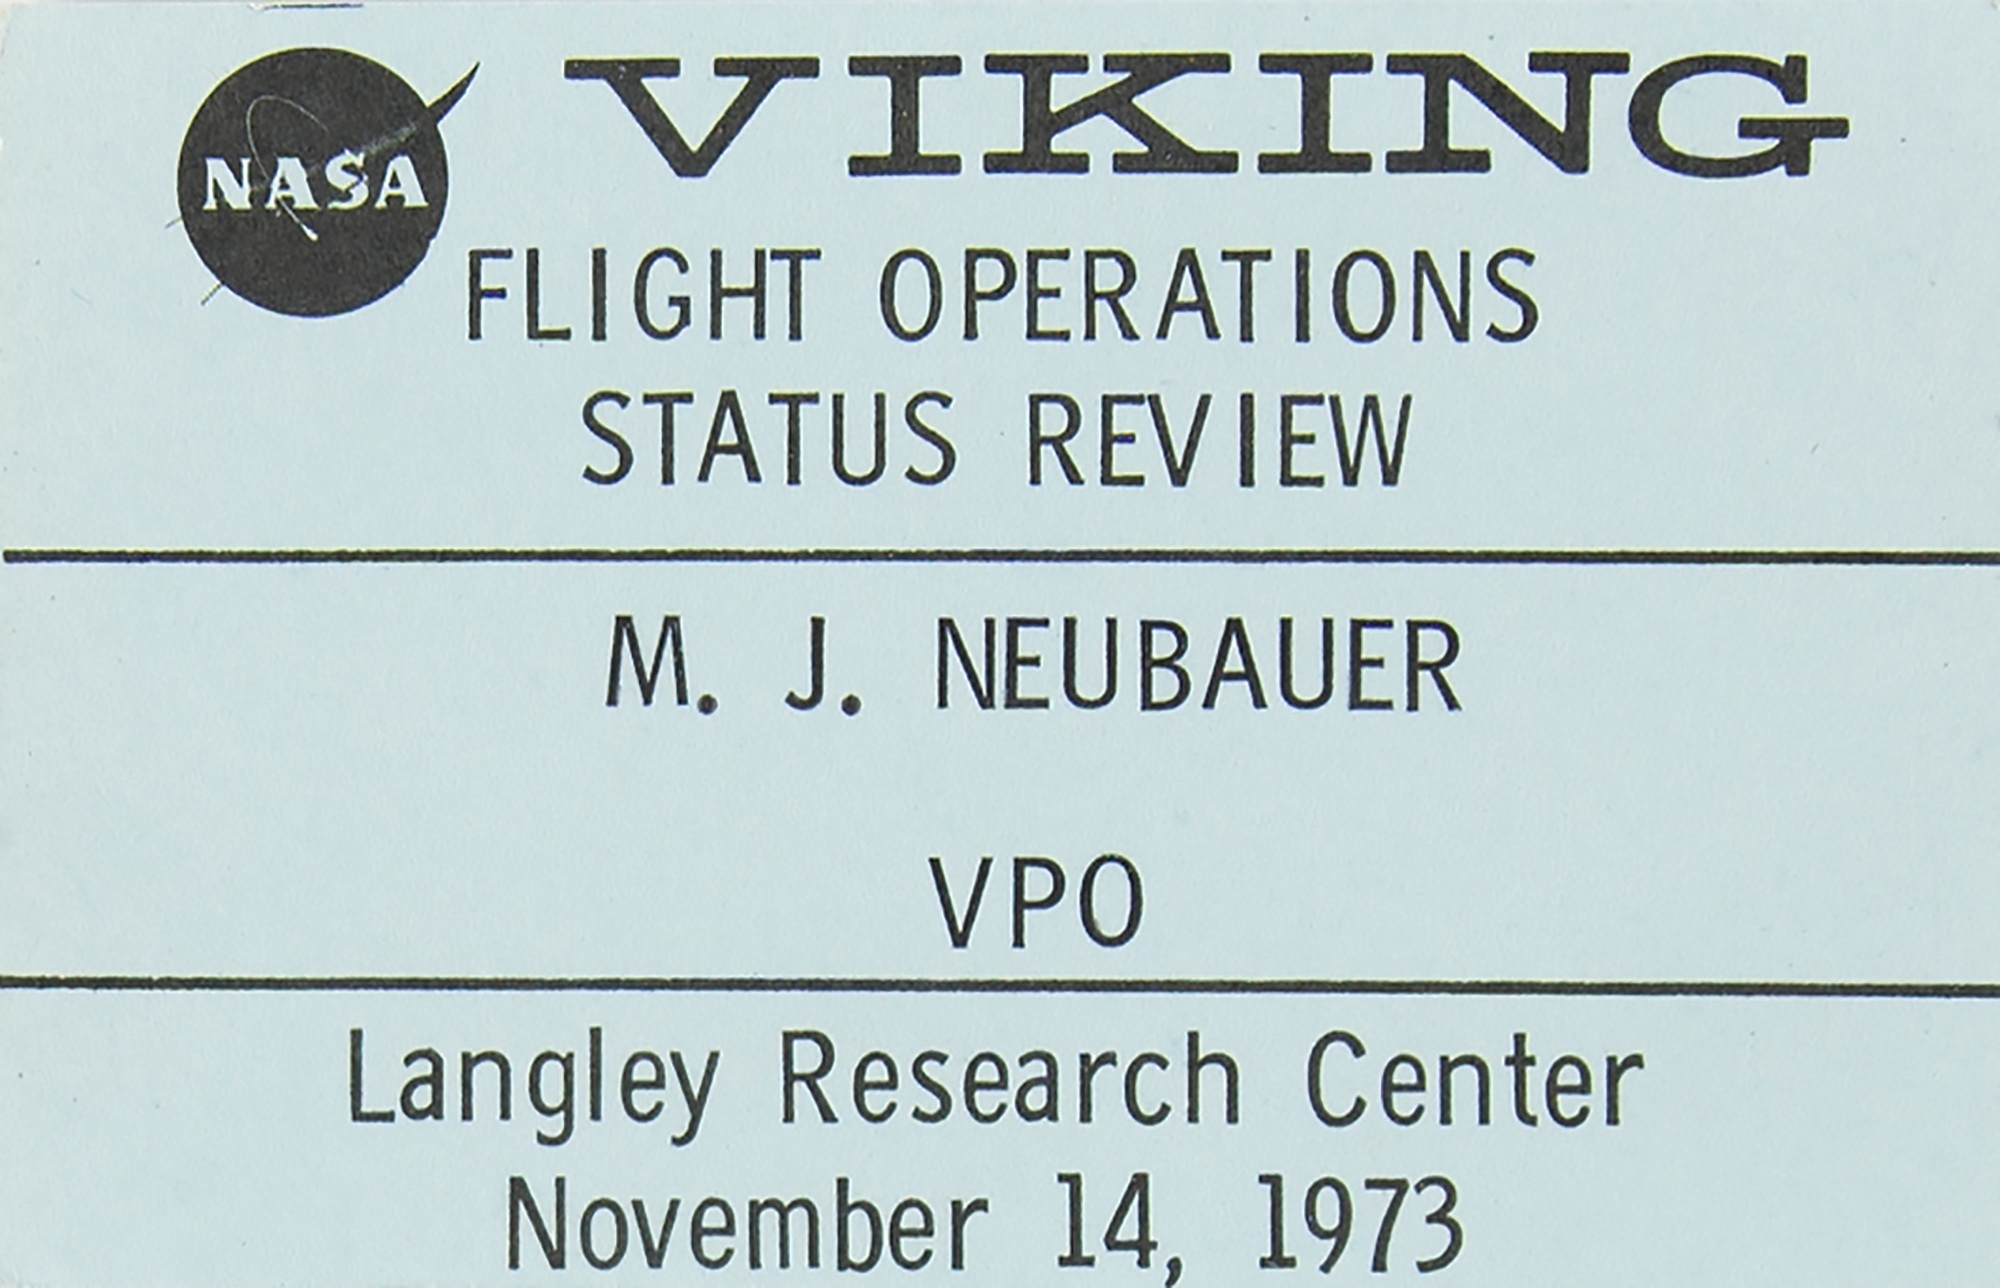 NASA
VIKING
FLIGHT OPERATIONS
STATUS REVIEW
M. J. NEUBAUER
VPO
Langley Research Center
November 14, 1973